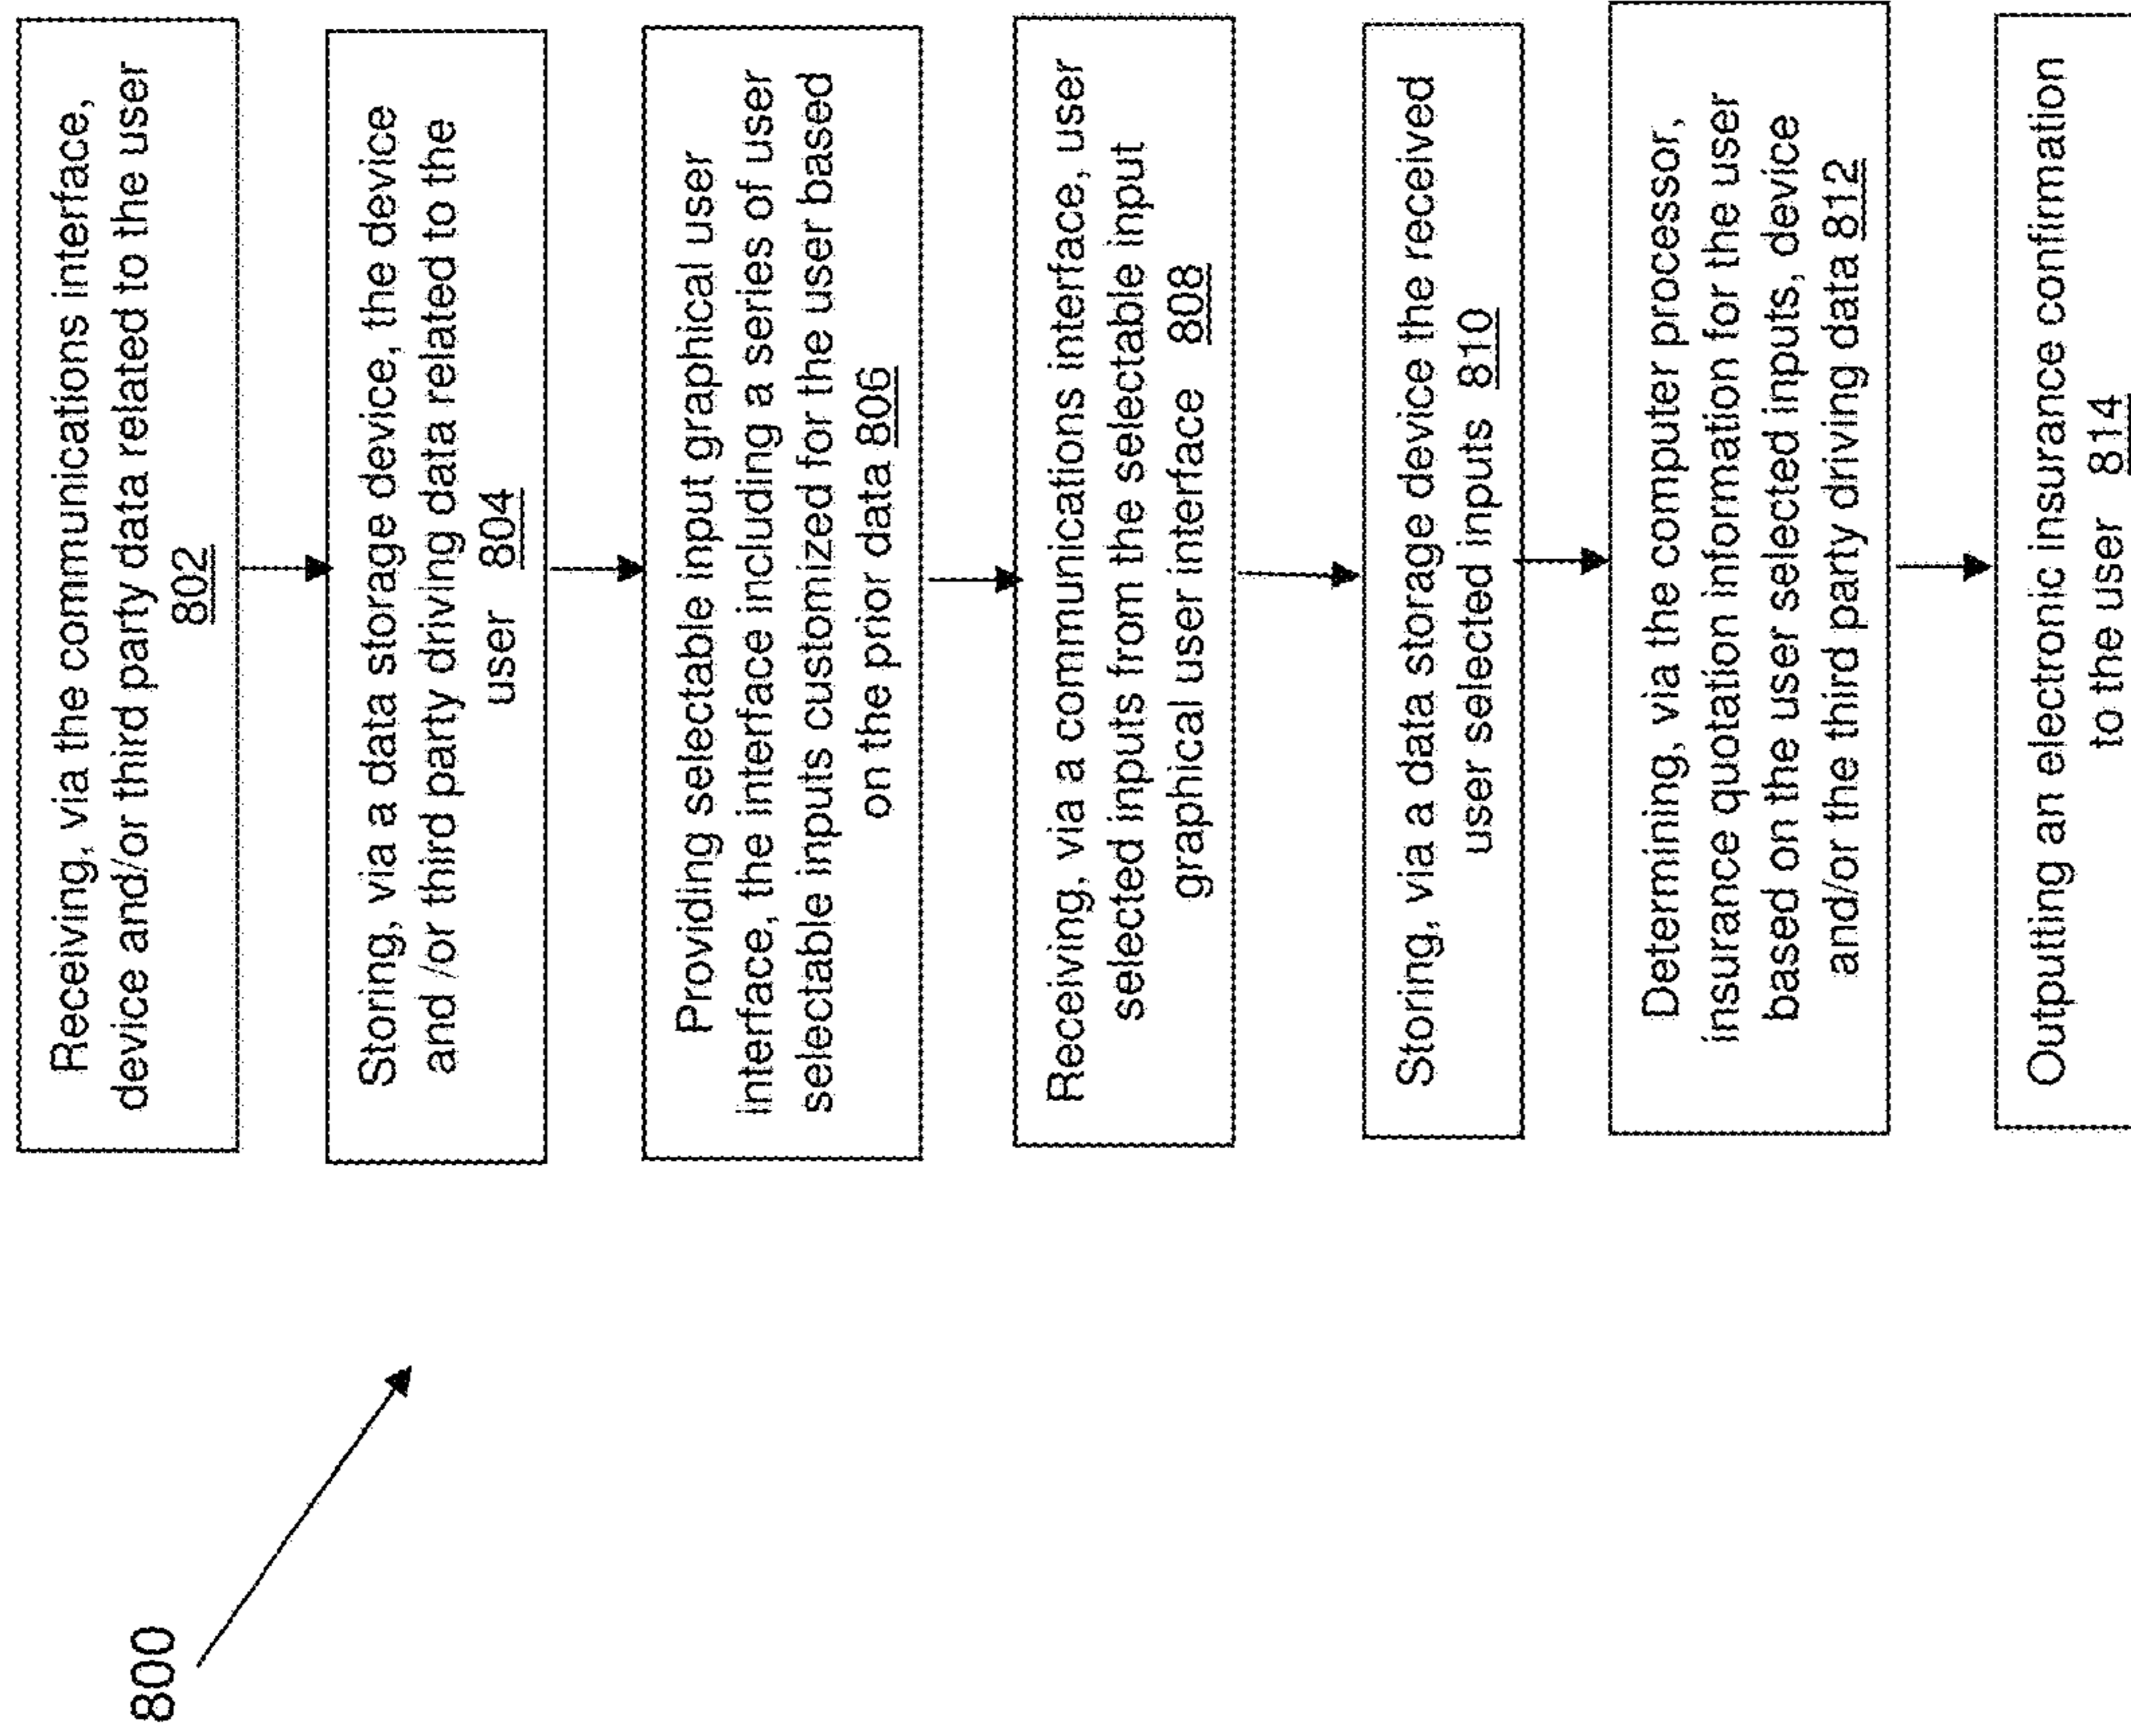 800
Receiving, via the communications interface,
device and/or third party data related to the user
802
Storing, via a data storage device, the device
and /or third party driving data related to the
user 804
Providing selectable input graphical user
interface, the interface including a series of user
selectable inputs customized for the user based
on the prior data 806
Receiving, via a communications interface, user
selected inputs from the selectable input
graphical user interface 808
Storing, via a data storage device the received
user selected inputs 810
Determining, via the computer processor,
insurance quotation information for the user
based on the user selected inputs, device
and/or the third party driving data 812
Outputting an electronic insurance confirmation
to the user 814